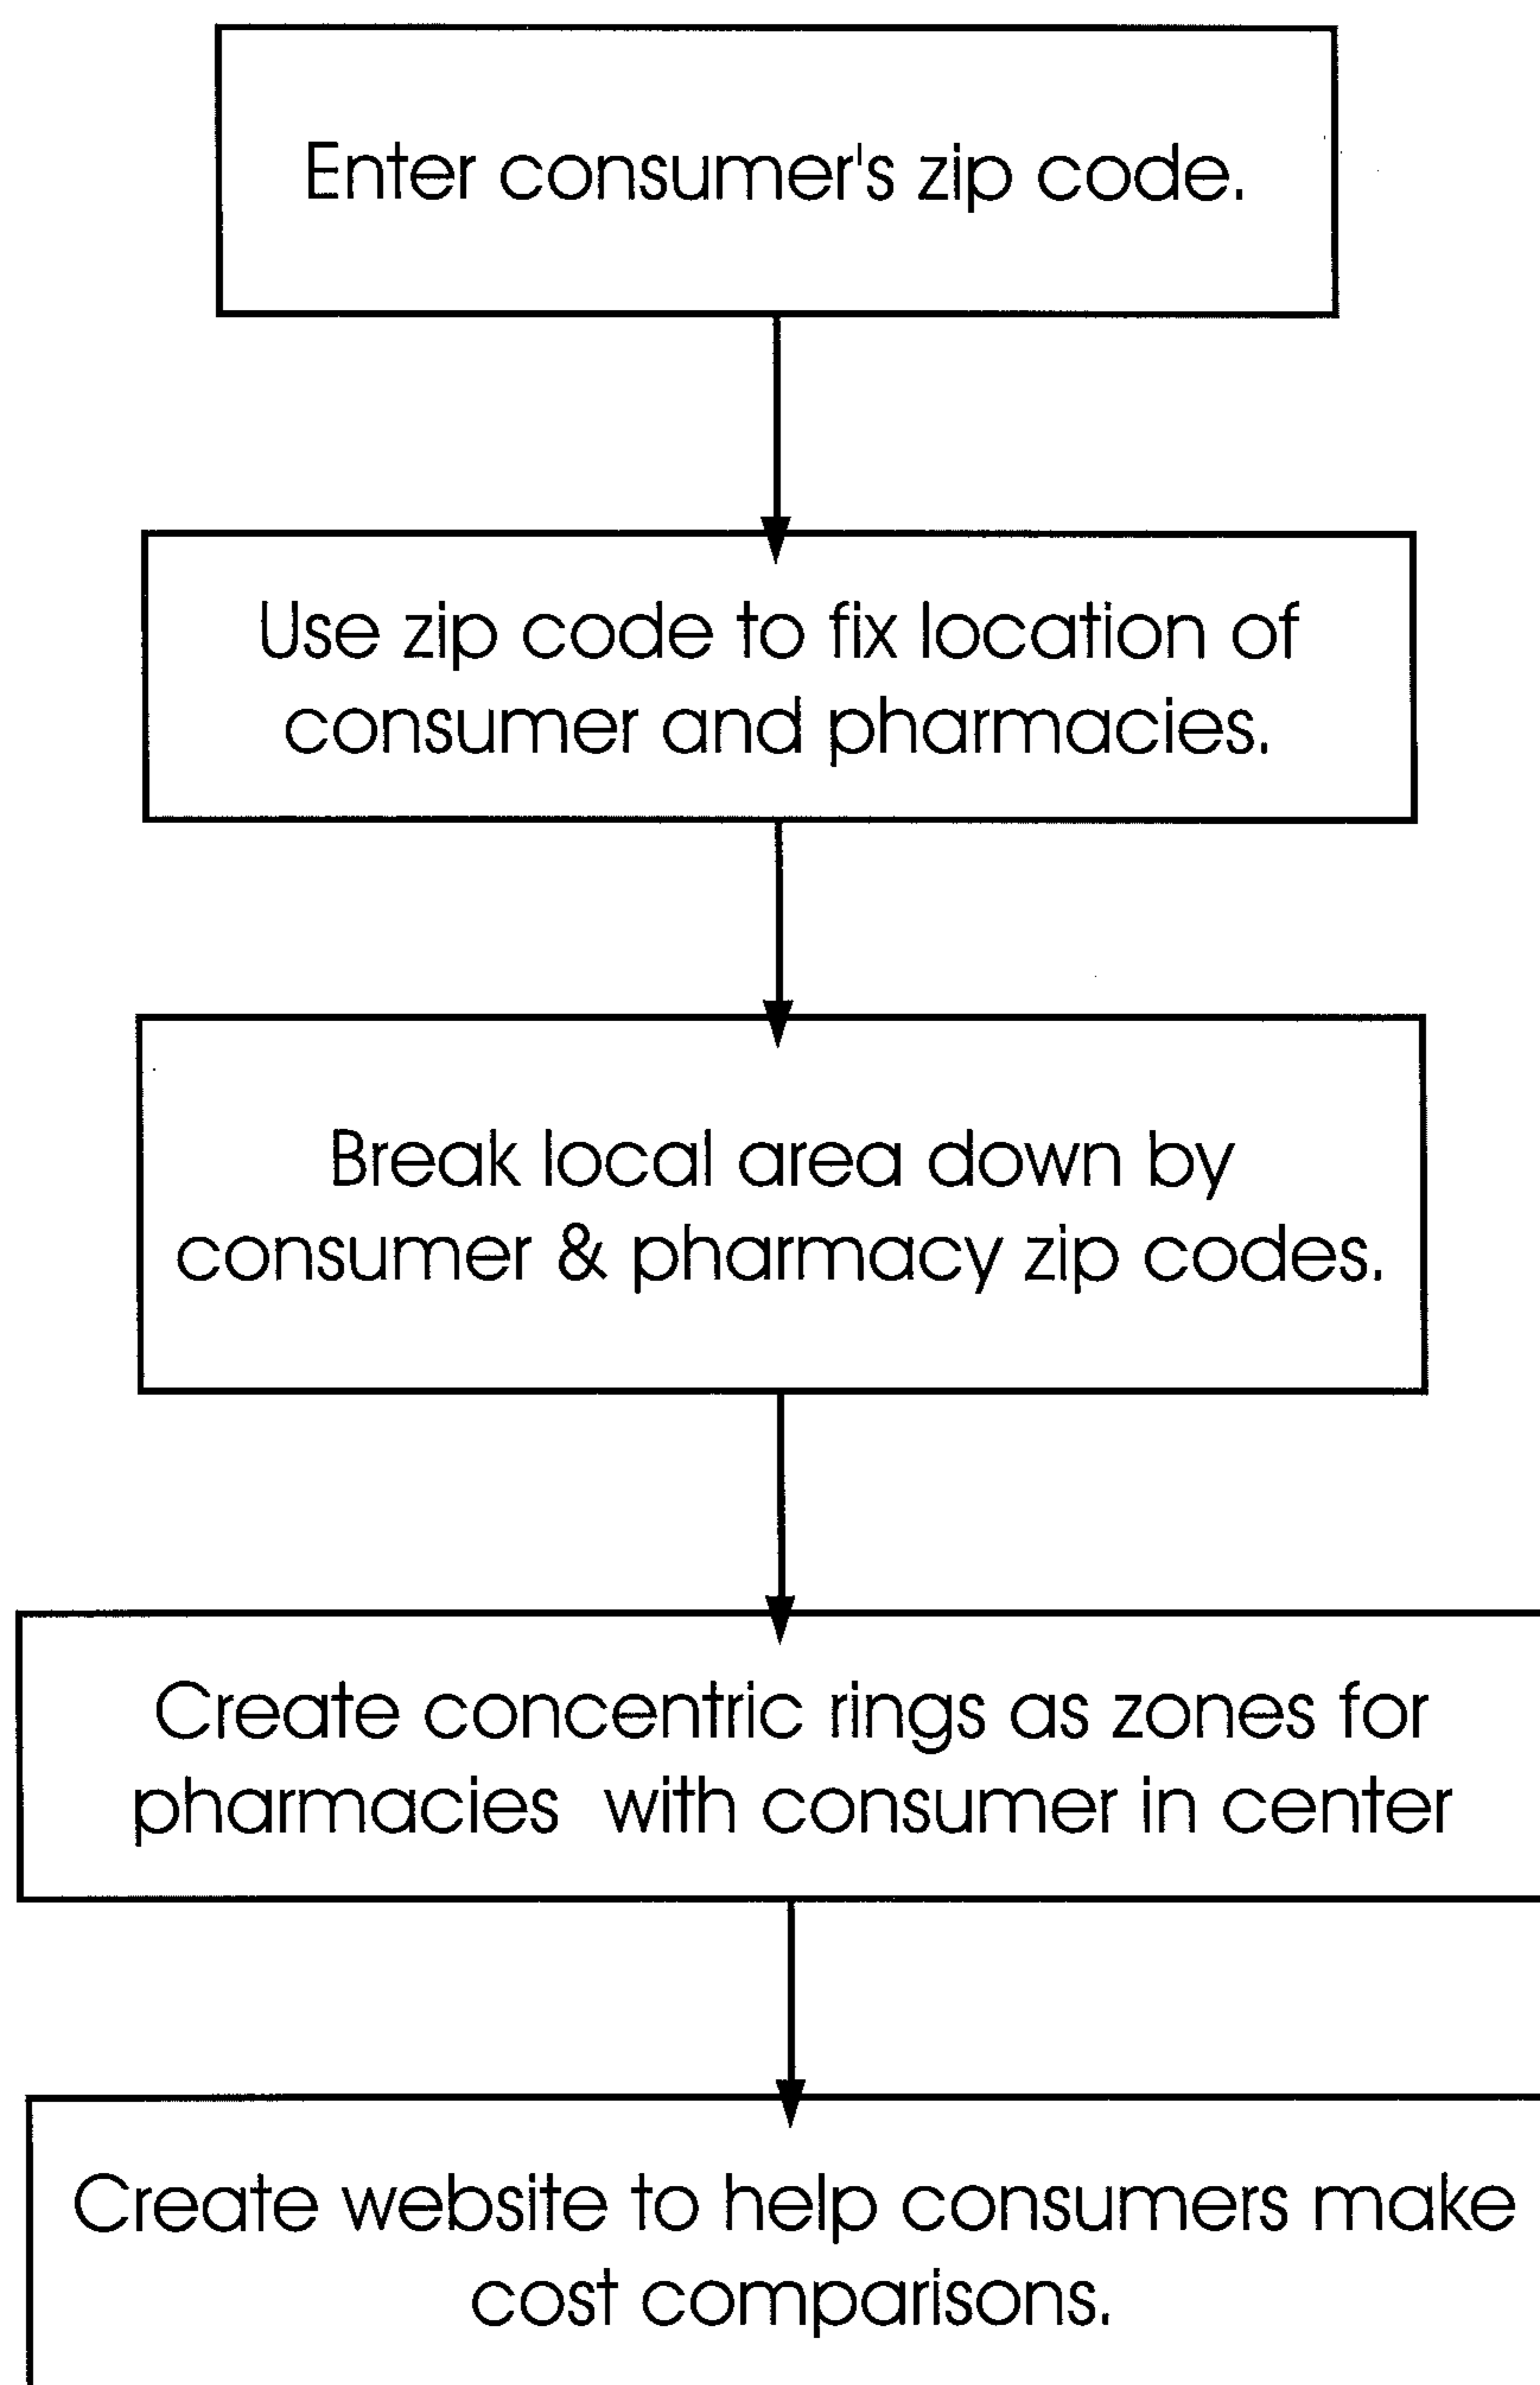 Enter consumer's zip code.
Use zip code to fix location of
consumer and pharmacies.
Break local area down by
consumer & pharmacy zip codes.
Create concentric rings as zones for
pharmacies with consumer in center
Create website to help consumers make
cost comparisons.